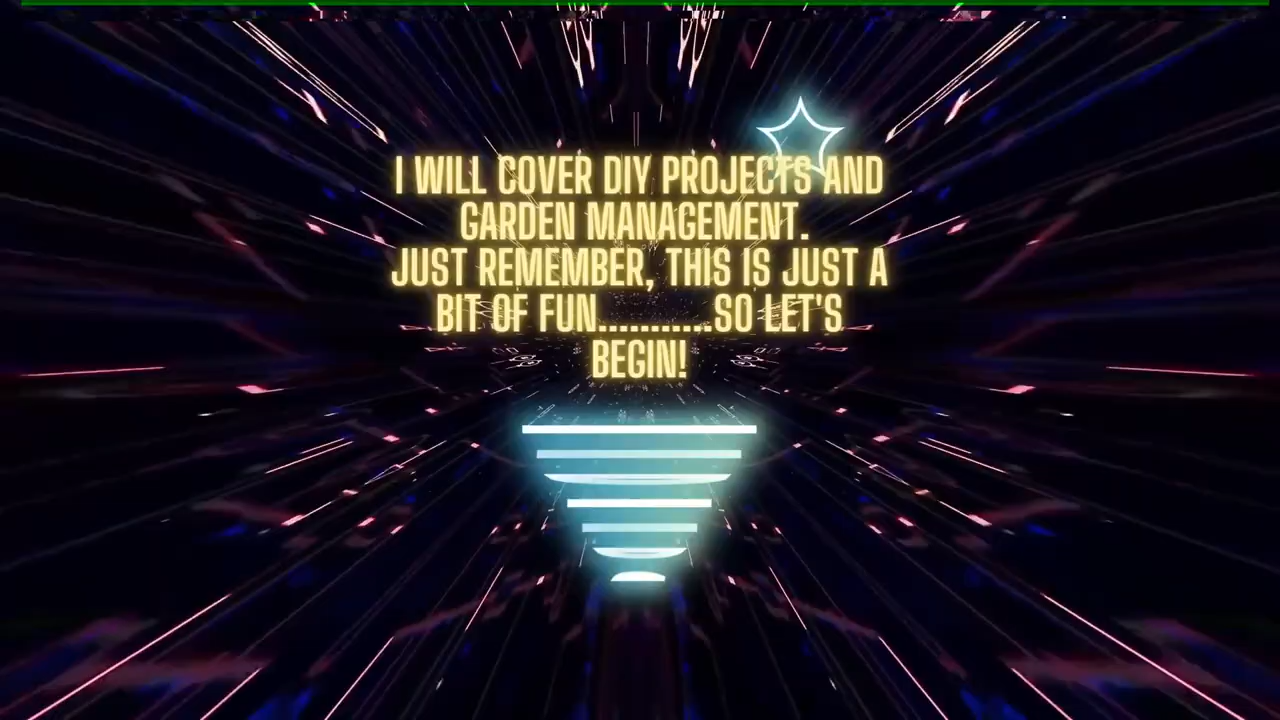 I WILL COVER DIY PROJECTS AND
GARDEN MANAGEMENT.
JUST REMEMBER, THIS IS JUST A
BIT OF FUN...........SO LET'S
BEGIN!